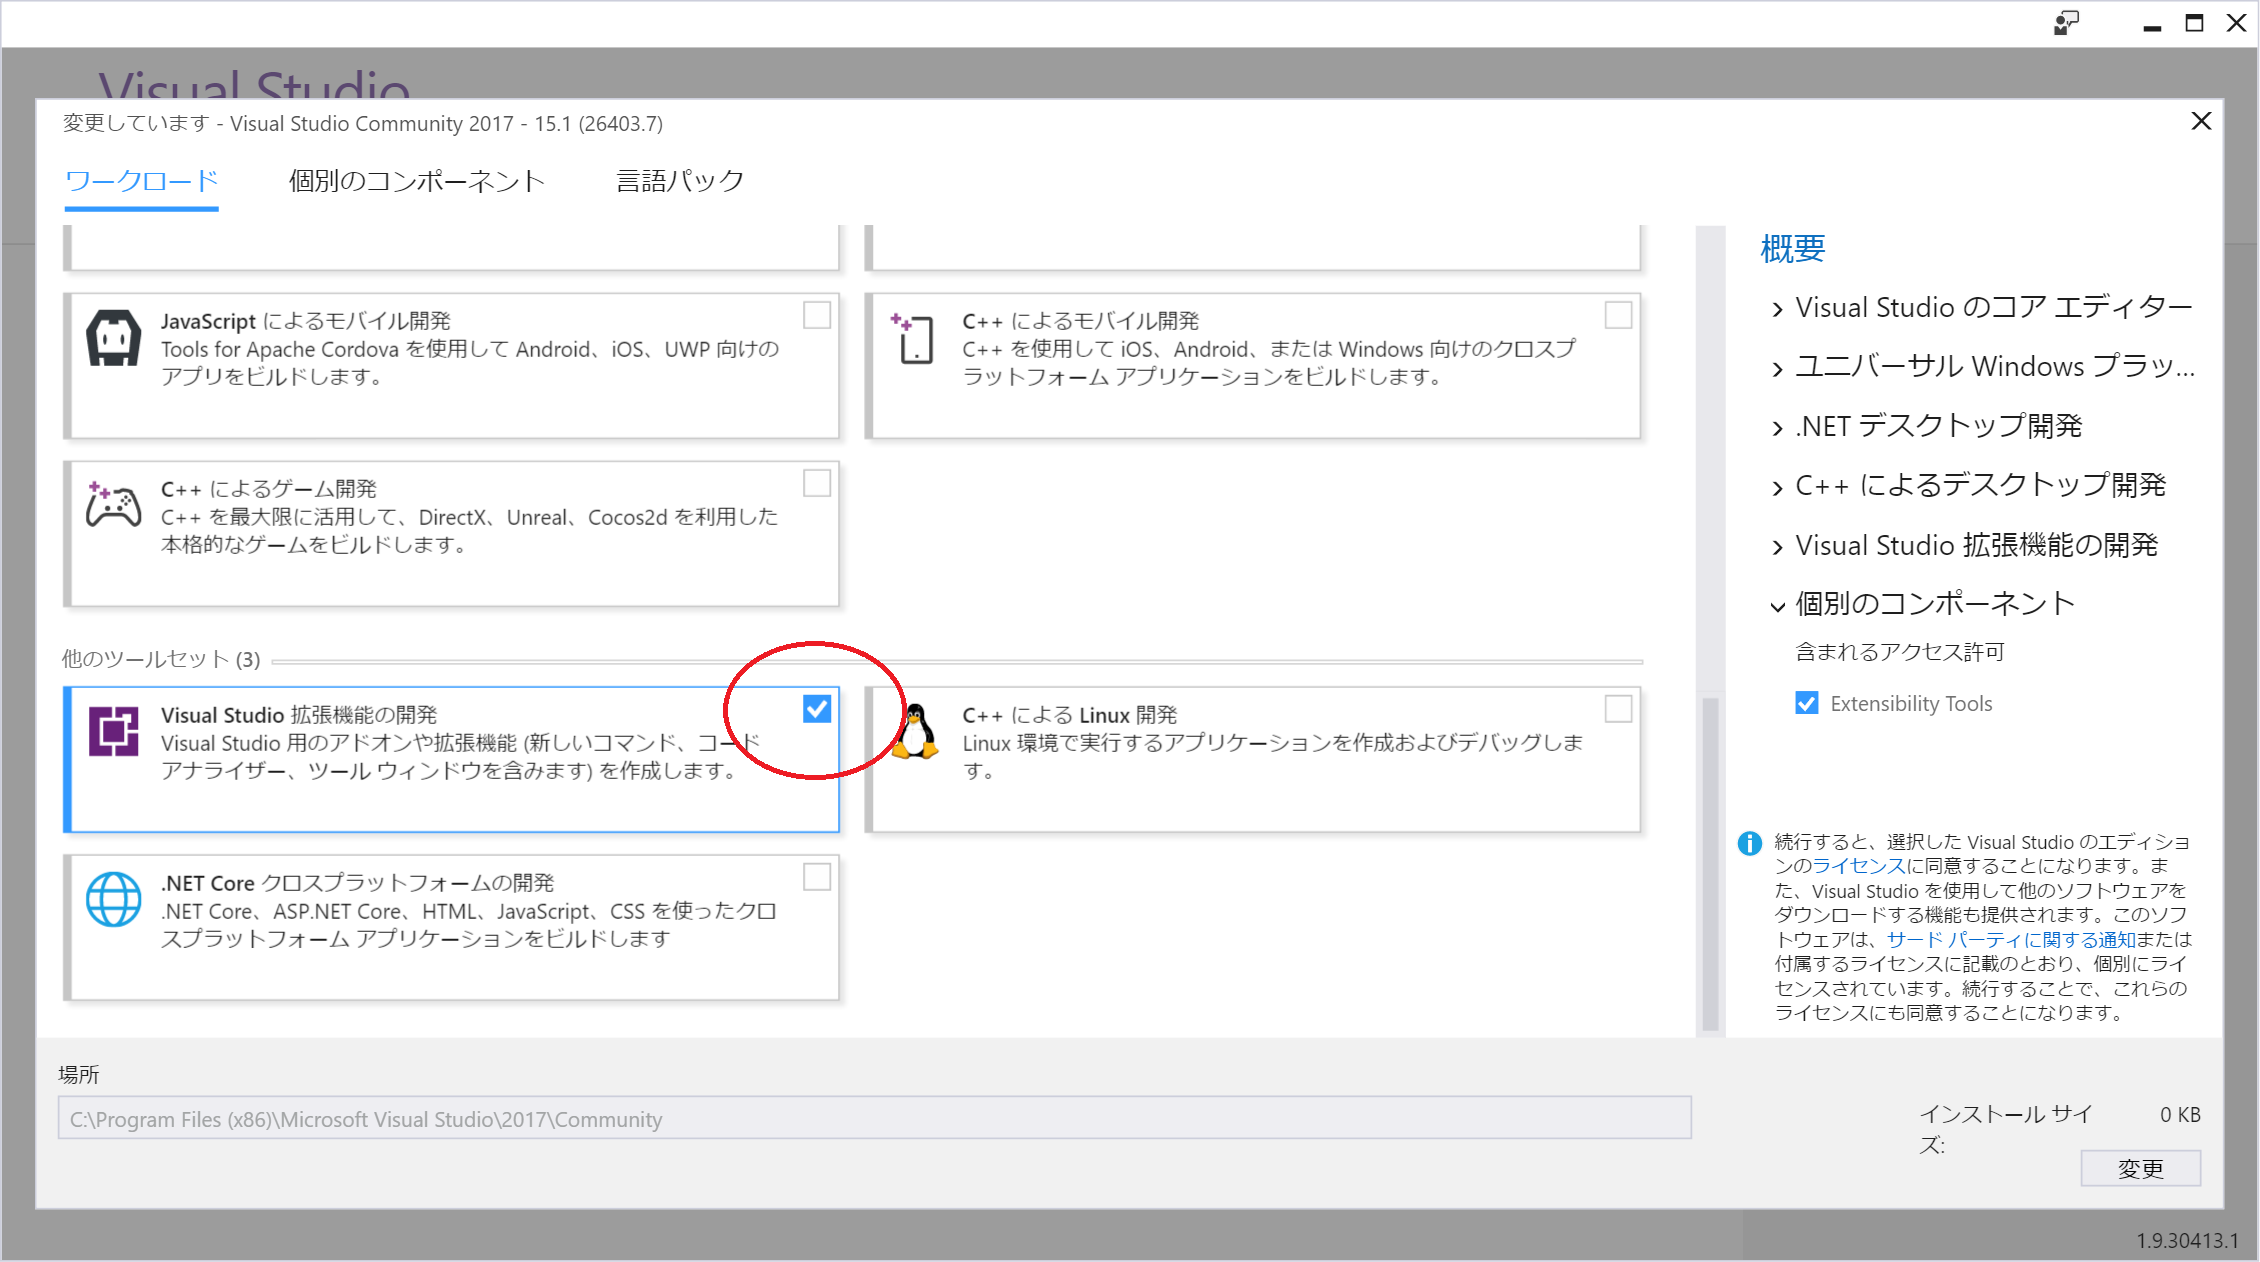 Visual Studio
変更しています - Visual Studio Community 2017 - 15.1 (26403.7)
ワークロード
個別のコンポーネント
言語パック
JavaScript によるモバイル開発
Tools for Apache Cordova を使用して Android、iOS、UWP 向けの
アプリをビルドします。
C++ によるモバイル開発
C++ を使用して iOS、Android、または Windows 向けのクロスプ
ラットフォーム アプリケーションをビルドします。
C++ によるゲーム開発
C++ を最大限に活用して、DirectX、Unreal、Cocos2d を利用した
本格的なゲームをビルドします。
他のツールセット (3)
Visual Studio 拡張機能の開発
Visual Studio 用のアドオンや拡張機能 (新しいコマンド、コード
アナライザー、ツール ウィンドウを含みます) を作成します。
C++ による Linux 開発
Linux 環境で実行するアプリケーションを作成およびデバッグしま
す。
.NET Core クロスプラットフォームの開発
.NET Core、ASP.NET Core、HTML、JavaScript、CSS を使ったクロ
スプラットフォーム アプリケーションをビルドします
概要
Visual Studio のコア エディター
ユニバーサル Windows プラッ...
.NET デスクトップ開発
C++ によるデスクトップ開発
Visual Studio 拡張機能の開発
個別のコンポーネント
含まれるアクセス許可
Extensibility Tools
続行すると、選択した Visual Studio のエディショ
ンのライセンスに同意することになります。ま
た、Visual Studio を使用して他のソフトウェアを
ダウンロードする機能も提供されます。このソフ
トウェアは、サード パーティに関する通知または
付属するライセンスに記載のとおり、個別にライ
センスされています。続行することで、これらの
ライセンスにも同意することになります。
場所
C:\Program Files (x86)\Microsoft Visual Studio\2017\Community
インストール サイ
ズ:
0 KB
変更
1.9.30413.1